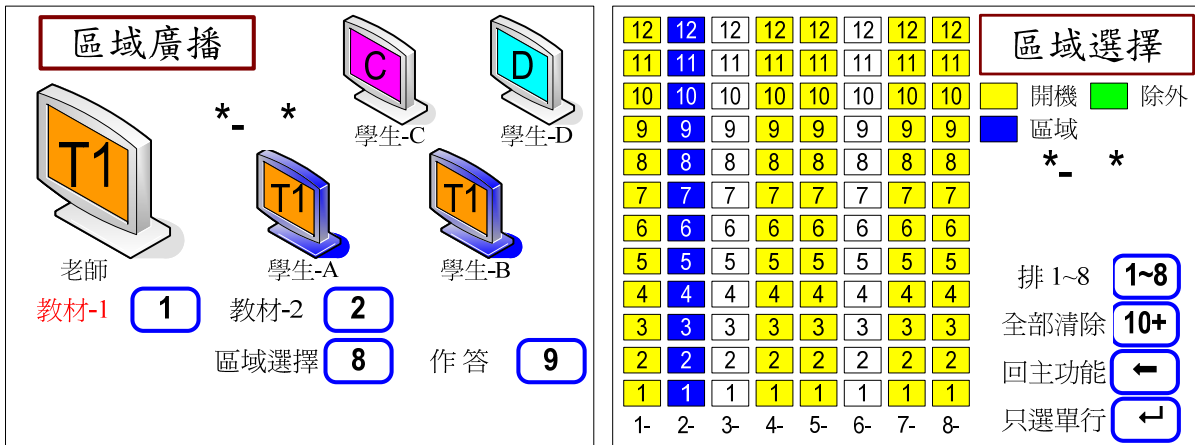 區域廣播
C
D
*- *
學生-C
學生-D
T1
T1
T1
老師
學生-A
學生-B
教材-1
1
教材-2
2
區域選擇
8
作 答
9
12 12 12 12 12 12 12 12
11 11 11 11 11 11 11 11
10 10 10 10 10 10 10 10
9 9 9 9 9 9 9 9
8 8 8 8 8 8 8 8
7 7 7 7 7 7 7 7
6 6 6 6 6 6 6 6
5 5 5 5 5 5 5 5
4 4 4 4 4 4 4 4
3 3 3 3 3 3 3 3
2 2 2 2 2 2 2 2
1 1 1 1 1 1 1 1
1- 2- 3- 4- 5- 6- 7- 8-
區域選擇
開機
除外
區域
*- *
排 1~8
1~8
全部清除
10+
回主功能
←
只選單行
↵